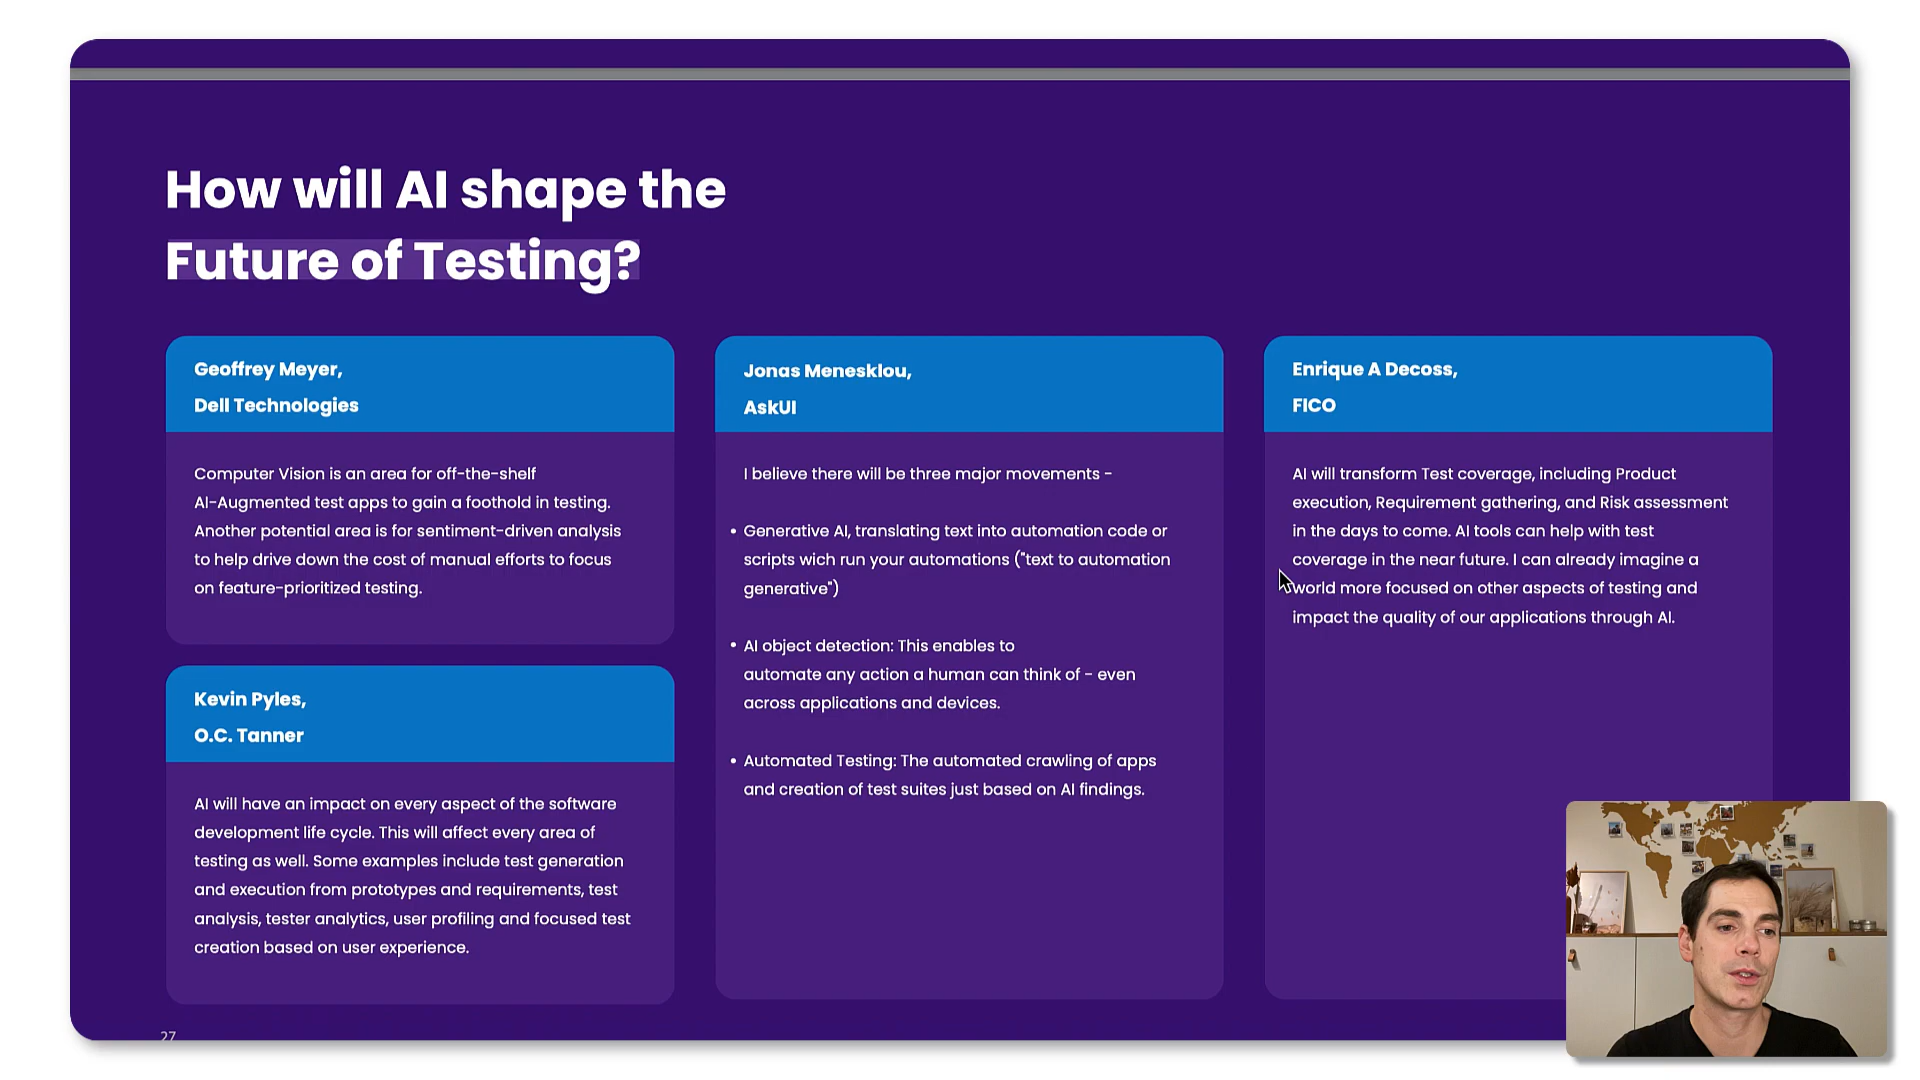 How will AI shape the
Future of Testing?
Geoffrey Meyer,
Dell Technologies
Computer Vision is an area for off-the-shelf
AI-Augmented test apps to gain a foothold in testing.
Another potential area is for sentiment-driven analysis
to help drive down the cost of manual efforts to focus
on feature-prioritized testing.
Kevin Pyles,
O.C. Tanner
AI will have an impact on every aspect of the software
development life cycle. This will affect every area of
testing as well. Some examples include test generation
and execution from prototypes and requirements, test
analysis, tester analytics, user profiling and focused test
creation based on user experience.
Jonas Menesklou,
AskUI
I believe there will be three major movements -
• Generative AI, translating text into automation code or
scripts wich run your automations ("text to automation
generative")
• AI object detection: This enables to
automate any action a human can think of - even
across applications and devices.
• Automated Testing: The automated crawling of apps
and creation of test suites just based on AI findings.
Enrique A Decoss,
FICO
AI will transform Test coverage, including Product
execution, Requirement gathering, and Risk assessment
in the days to come. AI tools can help with test
coverage in the near future. I can already imagine a
world more focused on other aspects of testing and
impact the quality of our applications through AI.
27